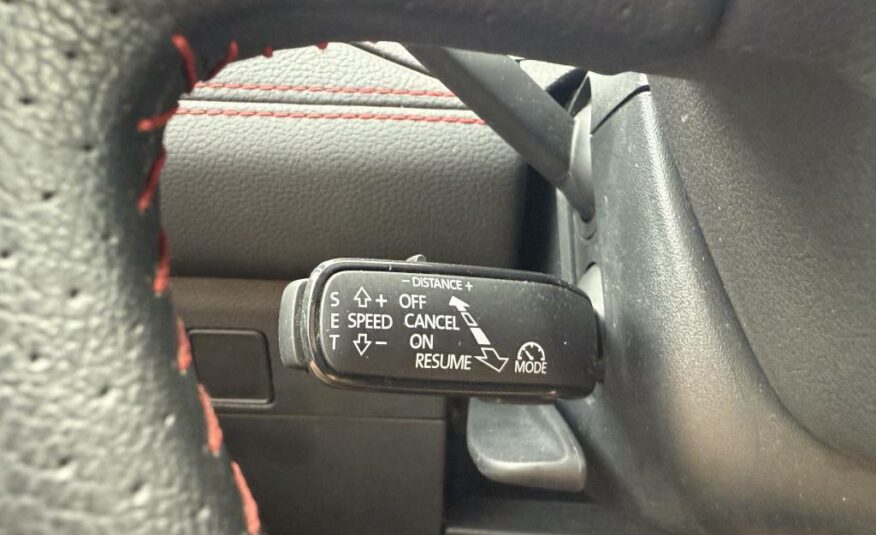 − DISTANCE +
S + OFF
E SPEED CANCEL
T − ON
RESUME MODE